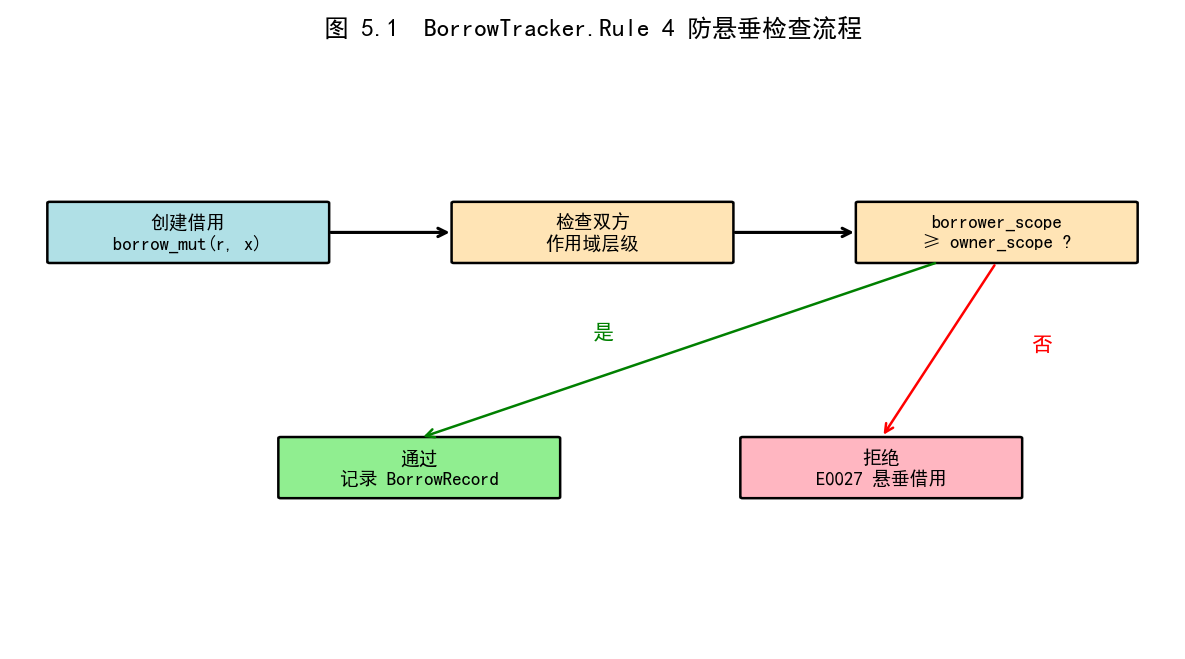 图 5.1  BorrowTracker.Rule 4 防悬垂检查流程
创建借用
borrow_mut(r, x)
检查双方
作用域层级
borrower_scope
≥ owner_scope ?
是
否
通过
记录 BorrowRecord
拒绝
E0027 悬垂借用